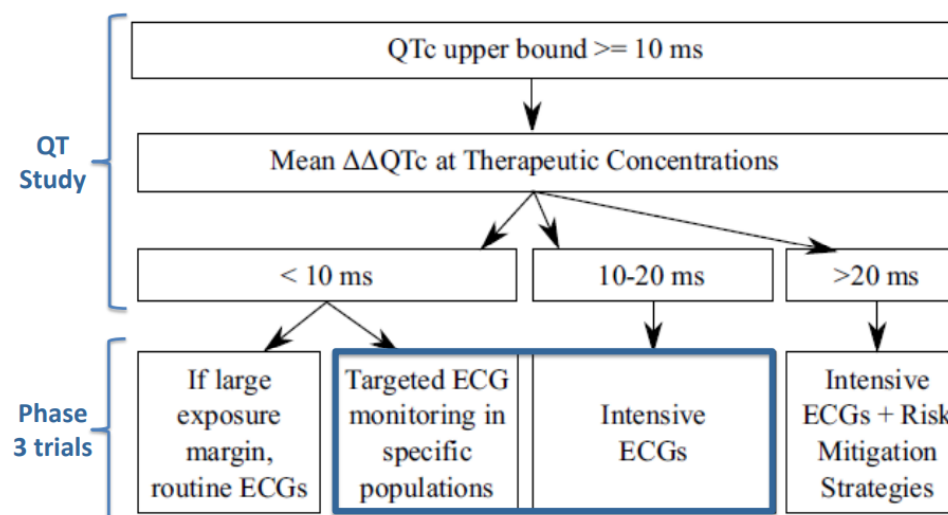 QTc upper bound >= 10 ms
QT
Study
Mean ΔΔQTc at Therapeutic Concentrations
< 10 ms
10-20 ms
>20 ms
Phase
3 trials
If large
exposure
margin,
routine ECGs
Targeted ECG
monitoring in
specific
populations
Intensive
ECGs
Intensive
ECGs + Risk
Mitigation
Strategies